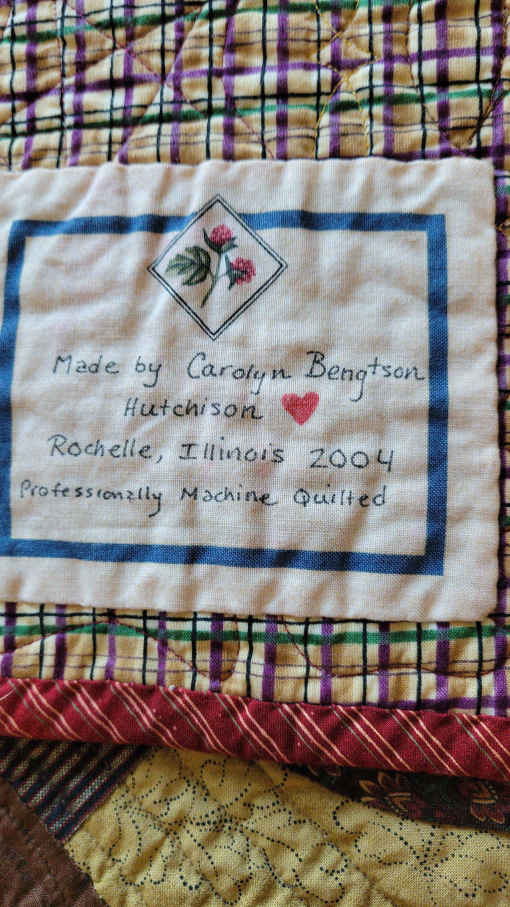 Made by Carolyn Bengtson
Hutchison
Rochelle, Illinois 2004
Professionally Machine Quilted